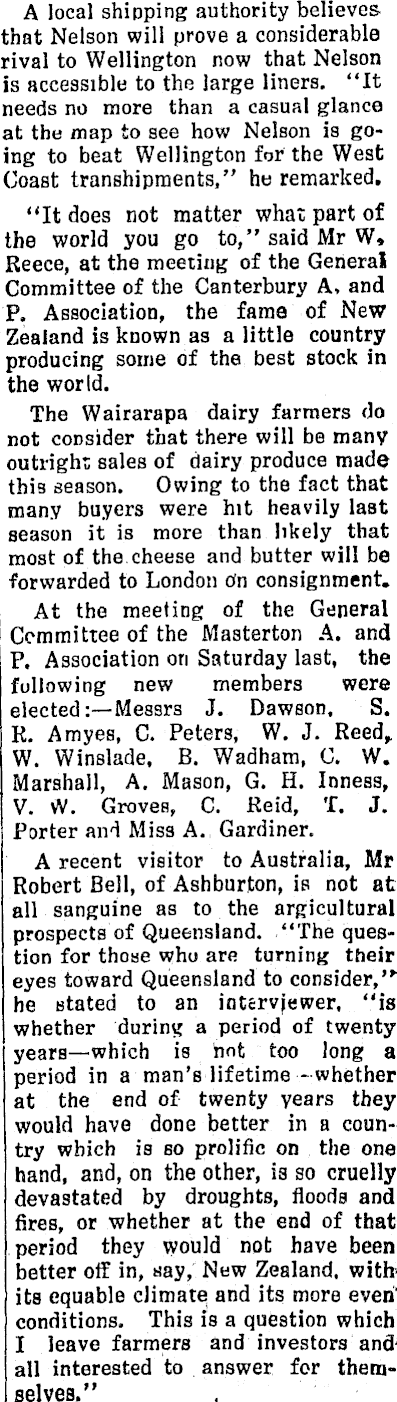 A local shipping authority believes
that Nelson will prove a considerable
rival to Wellington now that Nelson
is accessible to the large liners. "It
needs no more than a casual glance
at the map to see how Nelson is go-
ing to beat Wellington for the West
Coast transhipments," he remarked.
"It does not matter what part of
the world you go to," said Mr W.
Reece, at the meeting of the General
Committee of the Canterbury A. and
P. Association, the fame of New
Zealand is known as a little country
producing some of the best stock in
the world.
The Wairarapa dairy farmers do
not consider that there will be many
outright sales of dairy produce made
this season. Owing to the fact that
many buyers were hit heavily last
season it is more than likely that
most of the cheese and butter will be
forwarded to London on consignment.
At the meeting of the General
Committee of the Masterton A. and
P. Association on Saturday last, the
following new members were
elected:—Messrs J. Dawson, S.
R. Amyes, C. Peters, W. J. Reed,
W. Winslade, B. Wadham, C. W.
Marshall, A. Mason, G. H. Inness,
V. W. Groves, C. Reid, T. J.
Porter and Miss A. Gardiner.
A recent visitor to Australia, Mr
Robert Bell, of Ashburton, is not at
all sanguine as to the argicultural
prospects of Queensland. "The ques-
tion for those who are turning their
eyes toward Queensland to consider,"
he stated to an interviewer, "is
whether during a period of twenty
years—which is not too long a
period in a man's lifetime—whether
at the end of twenty years they
would have done better in a coun-
try which is so prolific on the one
hand, and, on the other, is so cruelly
devastated by droughts, floods and
fires, or whether at the end of that
period they would not have been
better off in, say, New Zealand, with
its equable climate and its more even
conditions. This is a question which
I leave farmers and investors and
all interested to answer for them-
selves."